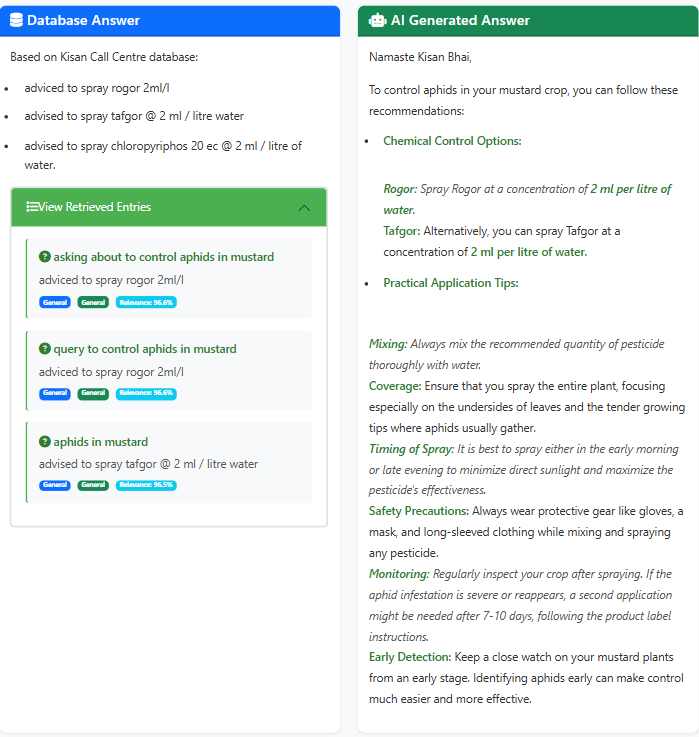 Database Answer
Based on Kisan Call Centre database:
adviced to spray rogor 2ml/l
advised to spray tafgor @ 2 ml / litre water
advised to spray chloropyriphos 20 ec @ 2 ml / litre of
water.
View Retrieved Entries
asking about to control aphids in mustard
adviced to spray rogor 2ml/l
General General Relevance: 96.6%
query to control aphids in mustard
adviced to spray rogor 2ml/l
General General Relevance: 96.6%
aphids in mustard
advised to spray tafgor @ 2 ml / litre water
General General Relevance: 96.5%
AI Generated Answer
Namaste Kisan Bhai,
To control aphids in your mustard crop, you can follow these
recommendations:
Chemical Control Options:
Rogor: Spray Rogor at a concentration of 2 ml per litre of
water.
Tafgor: Alternatively, you can spray Tafgor at a
concentration of 2 ml per litre of water.
Practical Application Tips:
Mixing: Always mix the recommended quantity of pesticide
thoroughly with water.
Coverage: Ensure that you spray the entire plant, focusing
especially on the undersides of leaves and the tender growing
tips where aphids usually gather.
Timing of Spray: It is best to spray either in the early morning
or late evening to minimize direct sunlight and maximize the
pesticide's effectiveness.
Safety Precautions: Always wear protective gear like gloves, a
mask, and long-sleeved clothing while mixing and spraying
any pesticide.
Monitoring: Regularly inspect your crop after spraying. If the
aphid infestation is severe or reappears, a second application
might be needed after 7-10 days, following the product label
instructions.
Early Detection: Keep a close watch on your mustard plants
from an early stage. Identifying aphids early can make control
much easier and more effective.